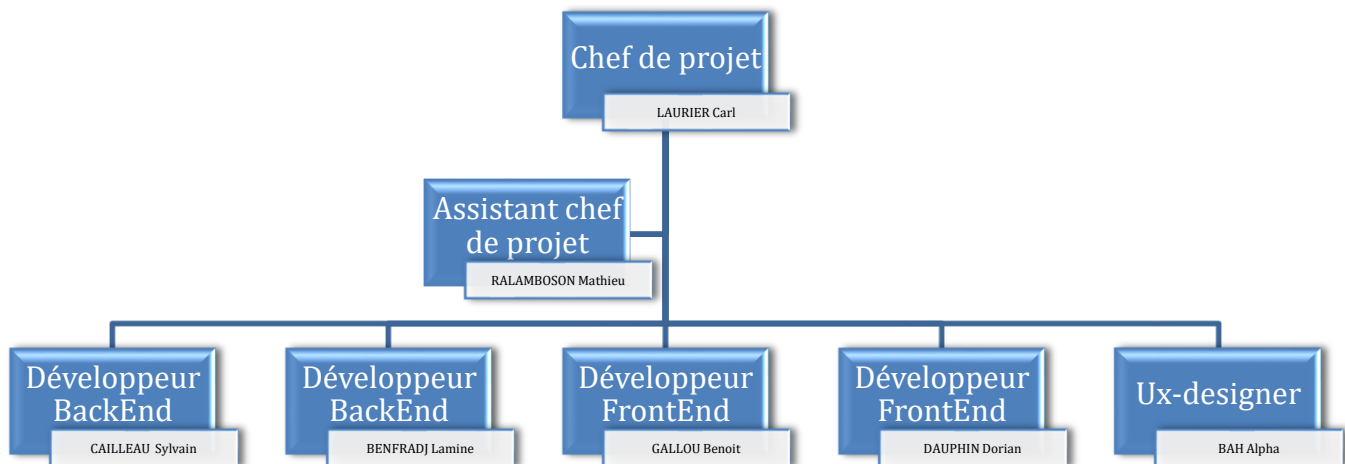 Chef de projet
LAURIER Carl
Assistant chef
de projet
RALAMBOSON Mathieu
Développeur
BackEnd
CAILLEAU Sylvain
Développeur
BackEnd
BENFRADJ Lamine
Développeur
FrontEnd
GALLOU Benoit
Développeur
FrontEnd
DAUPHIN Dorian
Ux-designer
BAH Alpha